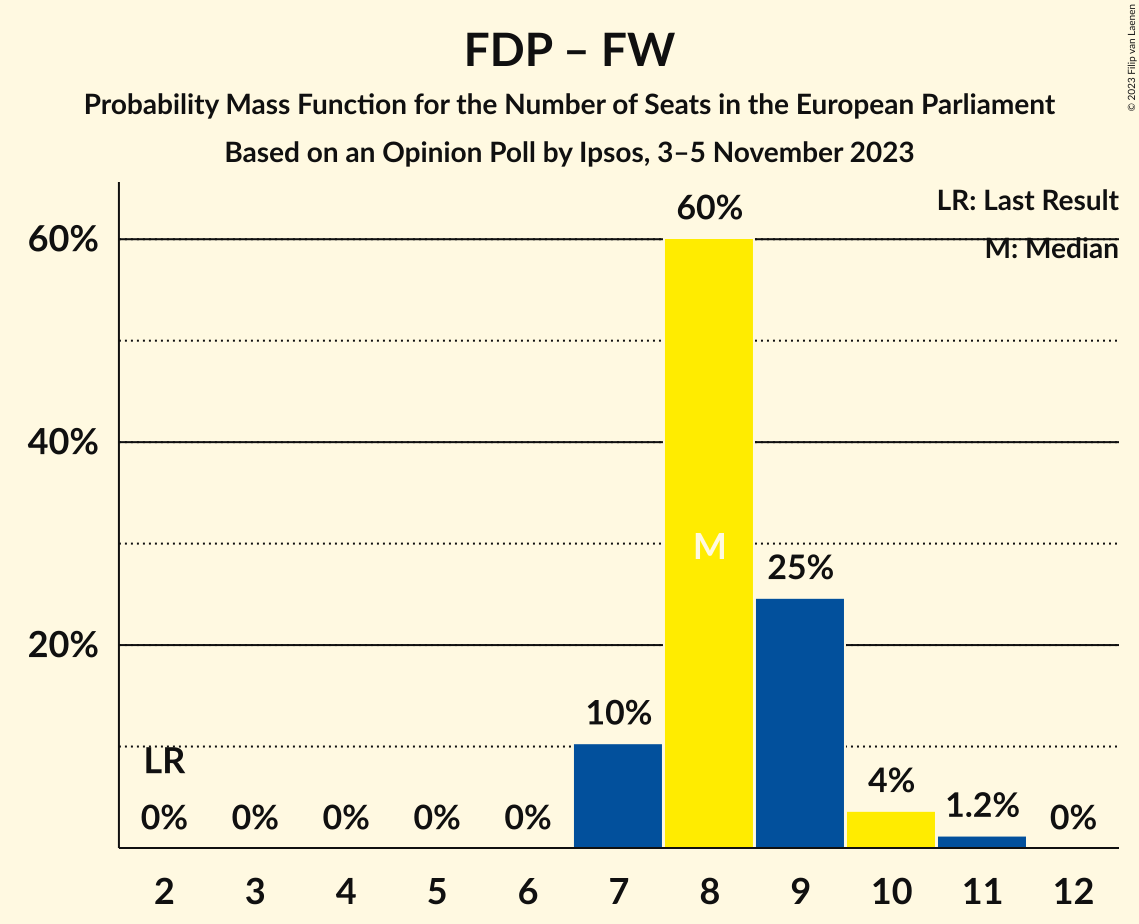 FDP – FW
Probability Mass Function for the Number of Seats in the European Parliament
Based on an Opinion Poll by Ipsos, 3–5 November 2023
© 2023 Filip van Laenen
LR: Last Result
M: Median
60%
60%
40%
M
25%
20%
10%
LR
4%
1.2%
0% 0% 0% 0% 0% 0%
2 3 4 5 6 7 8 9 10 11 12